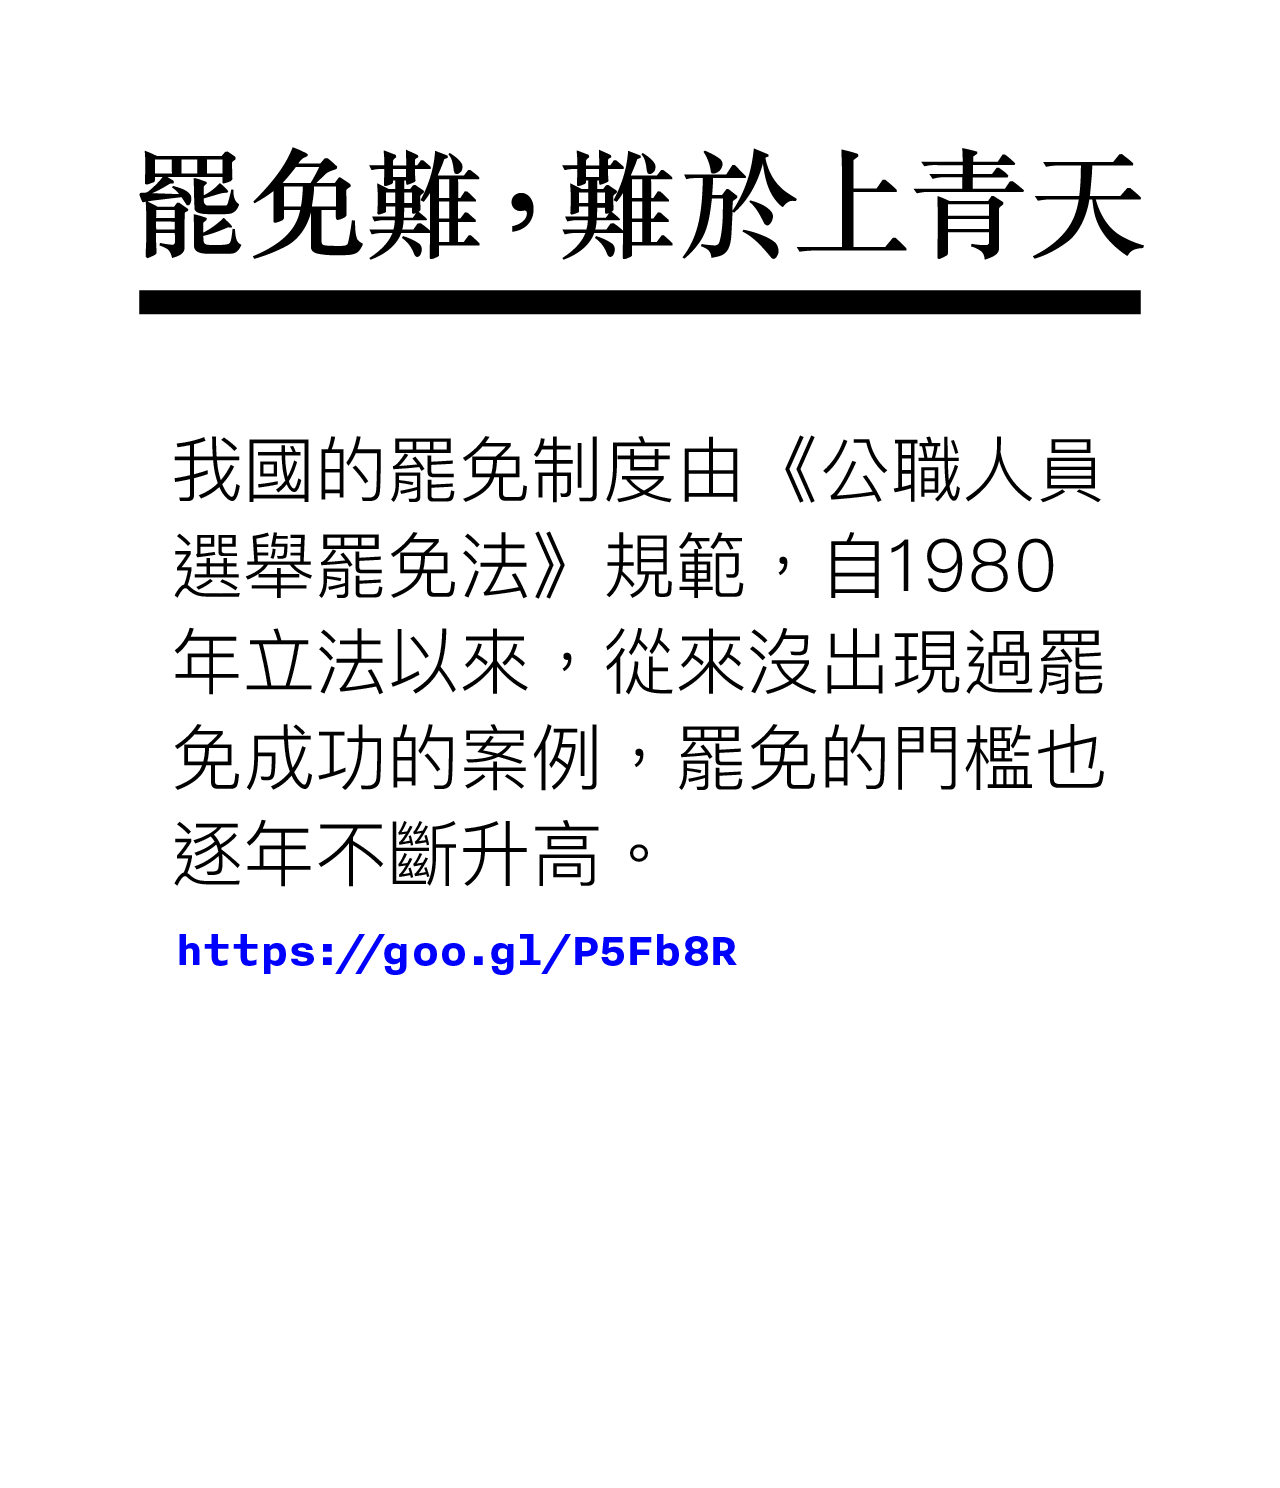 罷免難，難於上青天
我國的罷免制度由《公職人員
選舉罷免法》規範，自1980
年立法以來，從來沒出現過罷
免成功的案例，罷免的門檻也
逐年不斷升高。
https://goo.gl/P5Fb8R